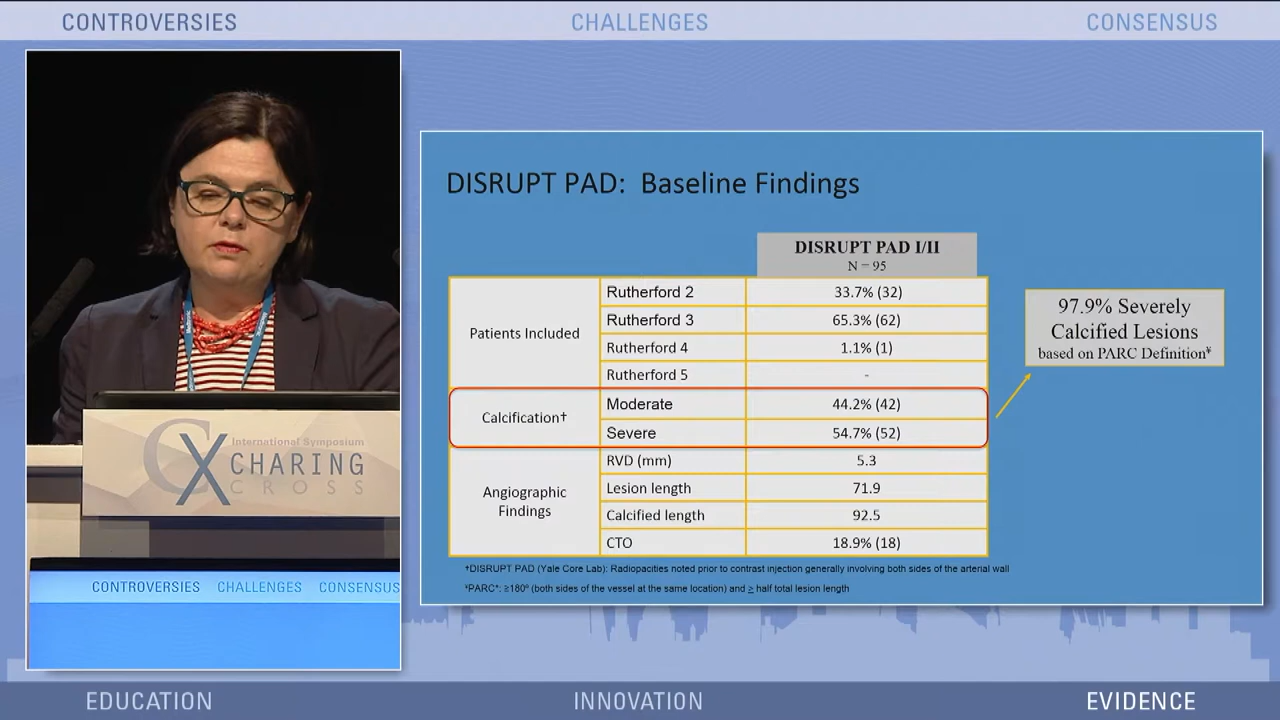 CONTROVERSIES CHALLENGES CONSENSUS
DISRUPT PAD: Baseline Findings
DISRUPT PAD I/II
N = 95
Patients Included
Rutherford 2 33.7% (32)
Rutherford 3 65.3% (62)
Rutherford 4 1.1% (1)
Rutherford 5 -
Calcification†
Moderate 44.2% (42)
Severe 54.7% (52)
Angiographic
Findings
RVD (mm) 5.3
Lesion length 71.9
Calcified length 92.5
CTO 18.9% (18)
97.9% Severely
Calcified Lesions
based on PARC Definition¥
†DISRUPT PAD (Yale Core Lab): Radiopacities noted prior to contrast injection generally involving both sides of the arterial wall
¥PARC*: ≥180º (both sides of the vessel at the same location) and ≥ half total lesion length
CX
International Symposium
CHARING
CROSS
CONTROVERSIES CHALLENGES CONSENSUS
EDUCATION INNOVATION EVIDENCE